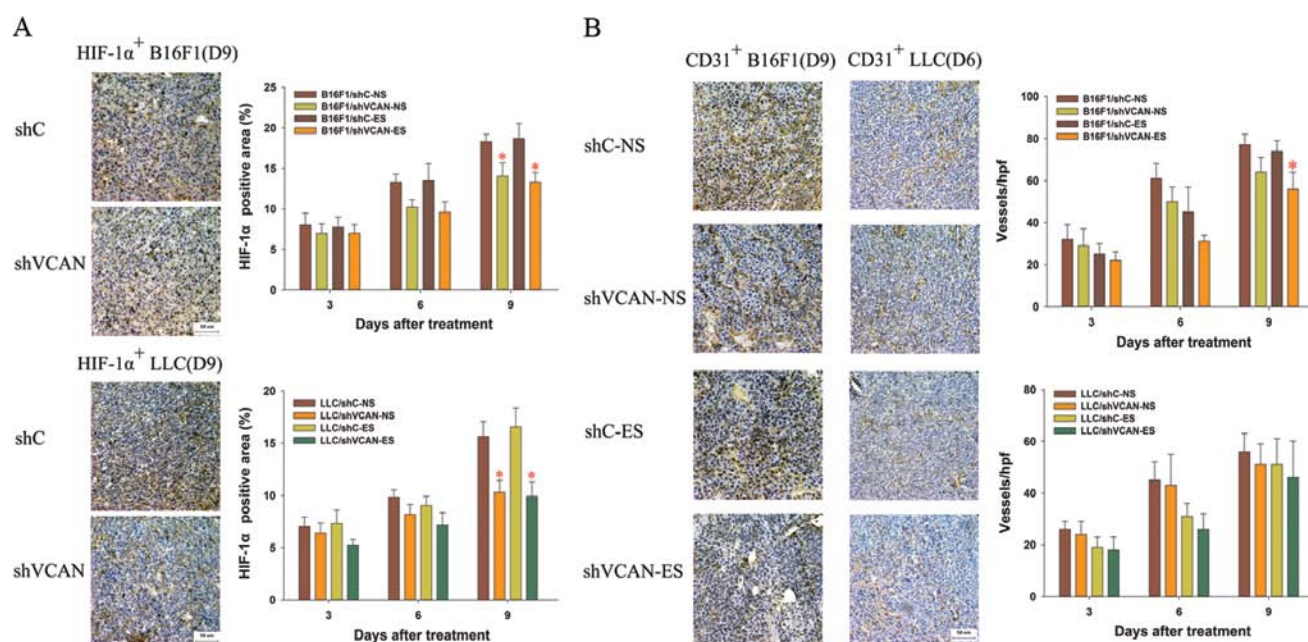 A
HIF-1α+ B16F1(D9)
shC
shVCAN
HIF-1α positive area (%)
25
20
15
10
5
0
B16F1/shC-NS
B16F1/shVCAN-NS
B16F1/shC-ES
B16F1/shVCAN-ES
* *
3 6 9
Days after treatment
HIF-1α+ LLC(D9)
shC
shVCAN
HIF-1α positive area (%)
20
15
10
5
0
LLC/shC-NS
LLC/shVCAN-NS
LLC/shC-ES
LLC/shVCAN-ES
* *
3 6 9
Days after treatment
B
CD31+ B16F1(D9) CD31+ LLC(D6)
shC-NS
shVCAN-NS
shC-ES
shVCAN-ES
Vessels/hpf
100
80
60
40
20
0
B16F1/shC-NS
B16F1/shVCAN-NS
B16F1/shC-ES
B16F1/shVCAN-ES
*
3 6 9
Days after treatment
Vessels/hpf
80
60
40
20
0
LLC/shC-NS
LLC/shVCAN-NS
LLC/shC-ES
LLC/shVCAN-ES
3 6 9
Days after treatment